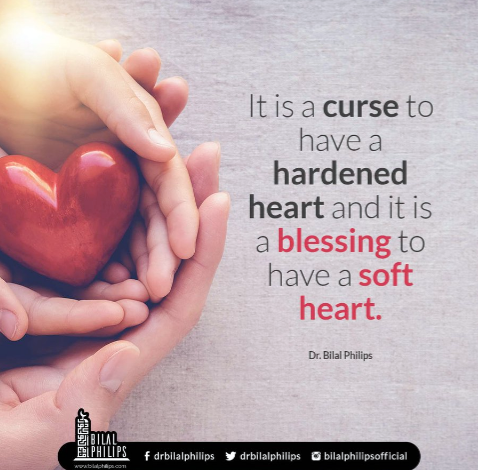 It is a curse to
have a
hardened
heart and it is
a blessing to
have a soft
heart.
Dr. Bilal Philips
BILAL
PHILIPS
www.bilalphilips.com
drbilalphilips
drbilalphilips
bilalphilipsofficial